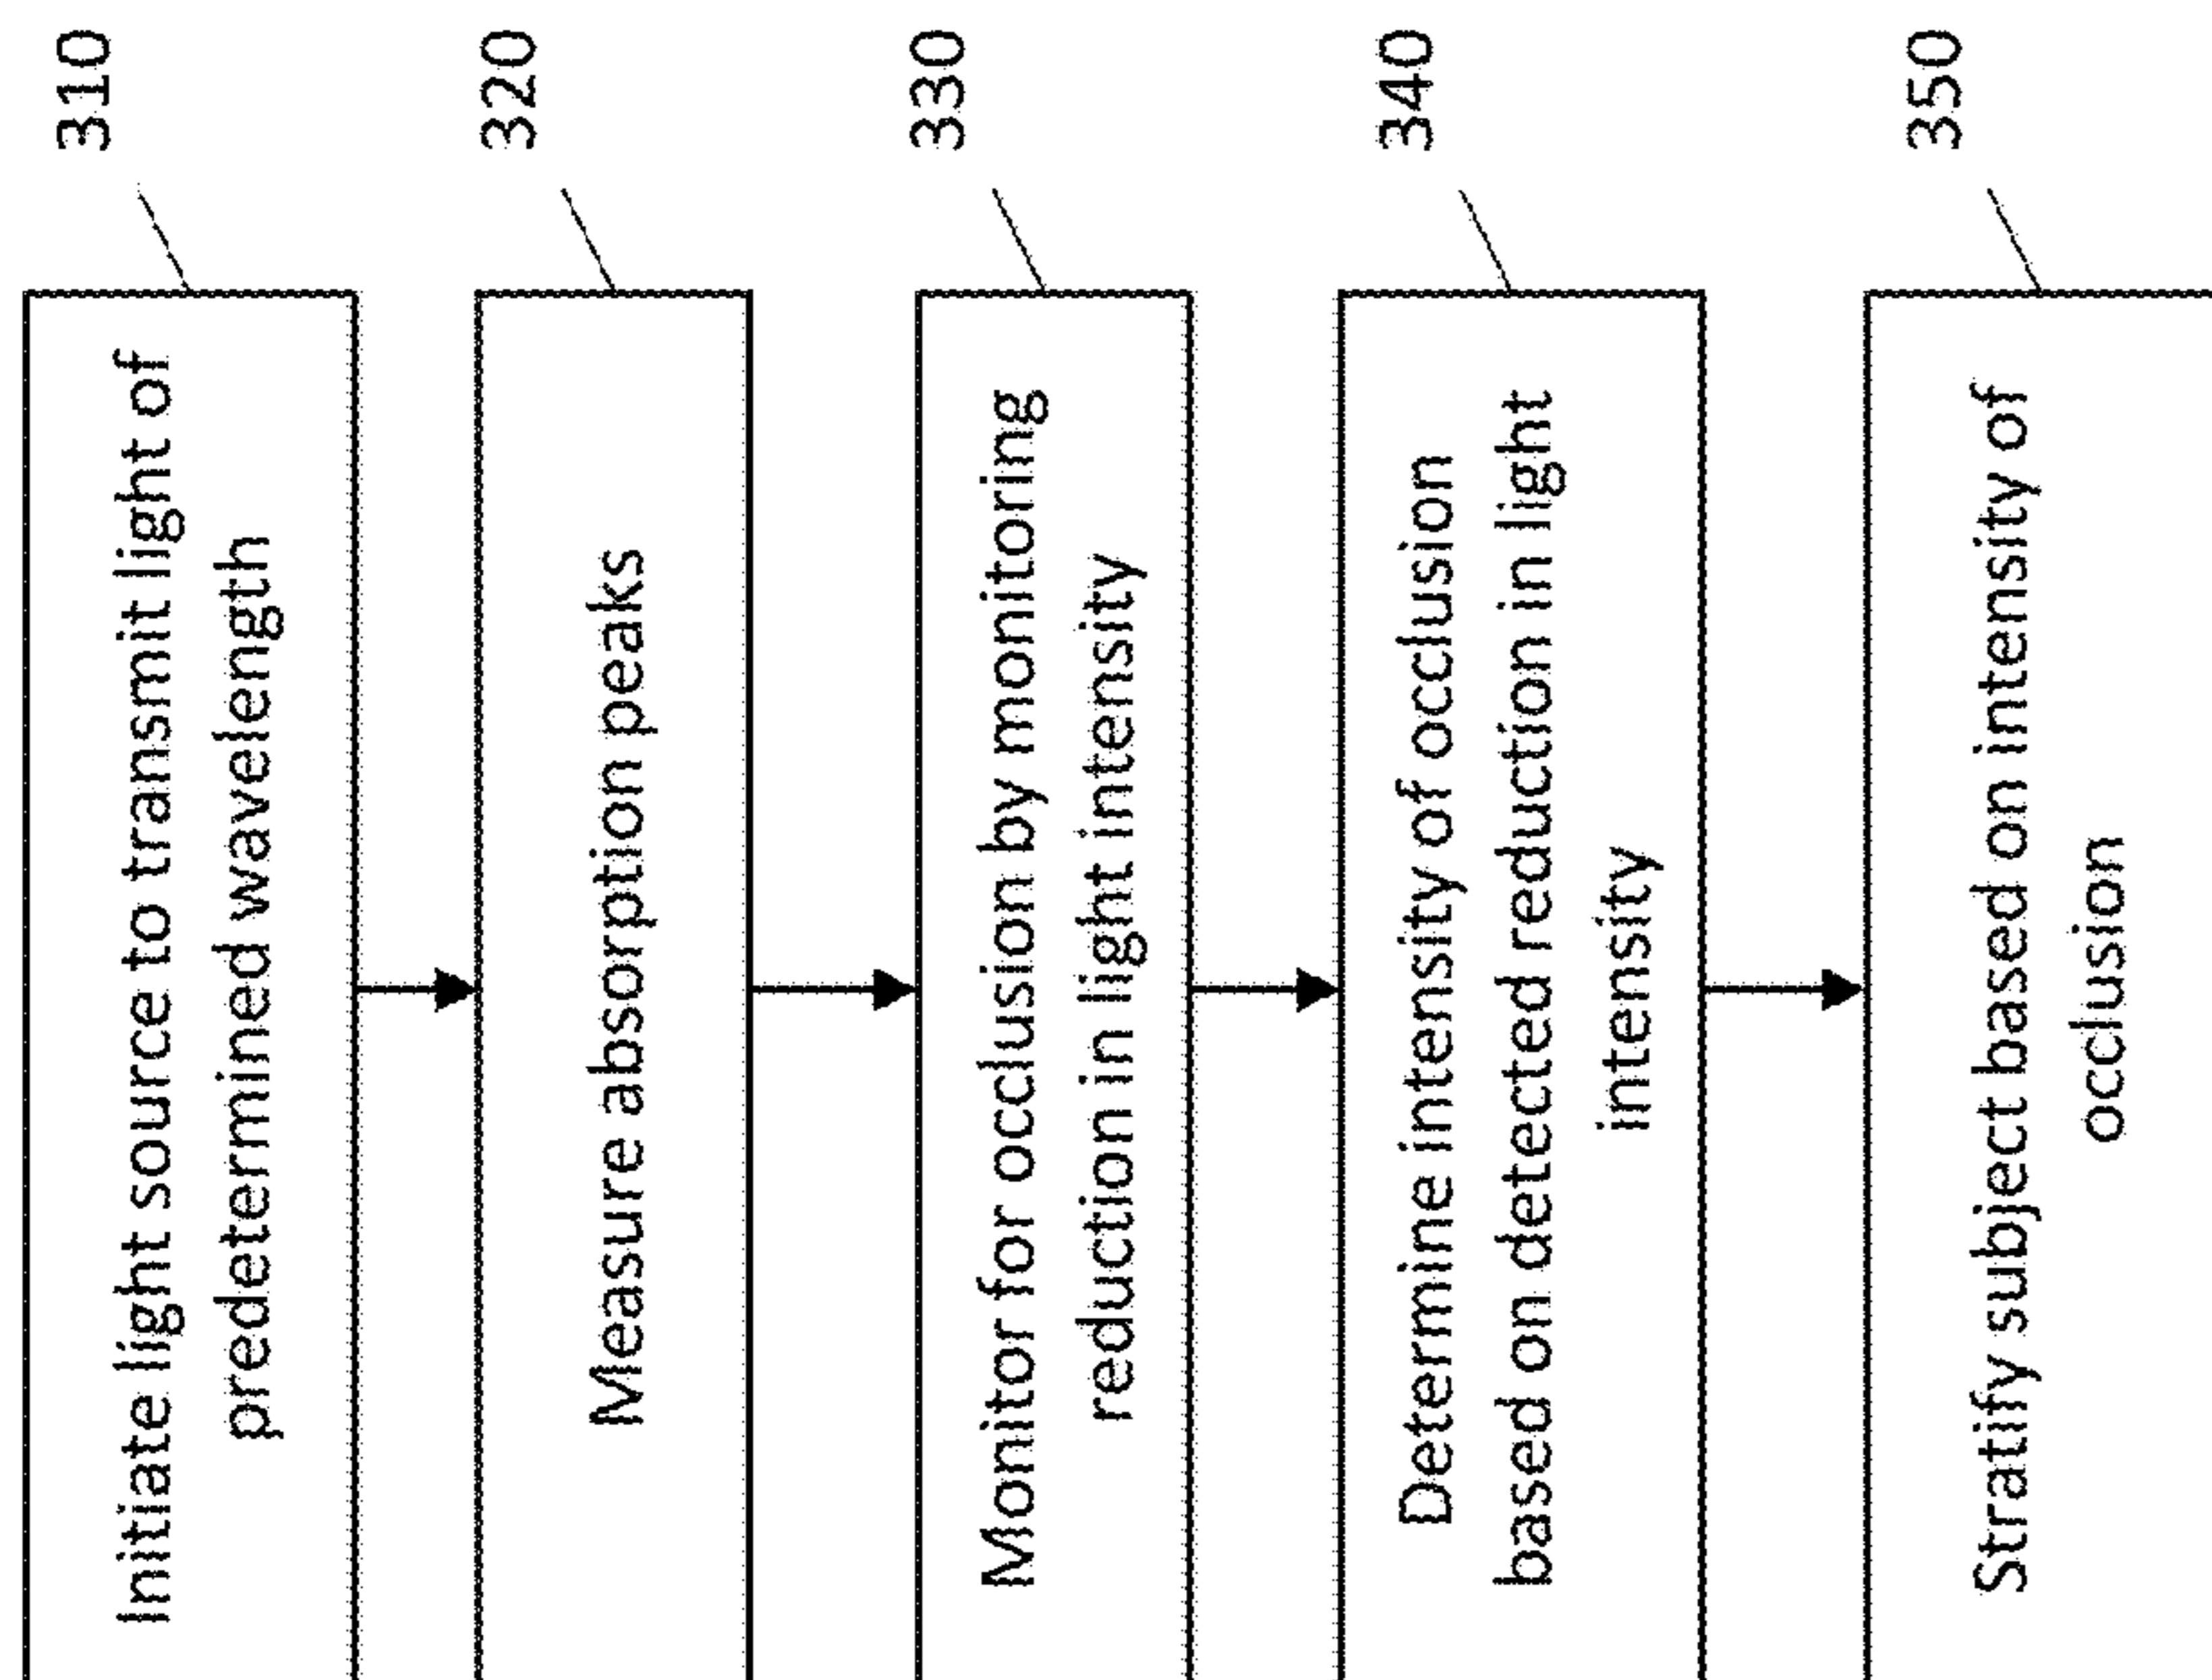 310
Initiate light source to transmit light of
predetermined wavelength
320
Measure absorption peaks
330
Monitor for occlusion by monitoring
reduction in light intensity
340
Determine intensity of occlusion
based on detected reduction in light
intensity
350
Stratify subject based on intensity of
occlusion